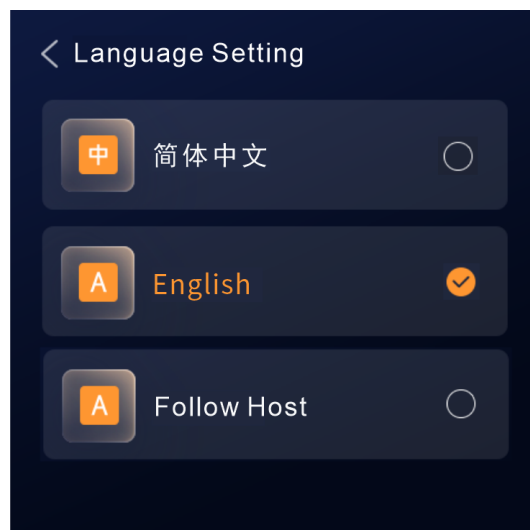 Language Setting
中 简体中文
A English
A Follow Host